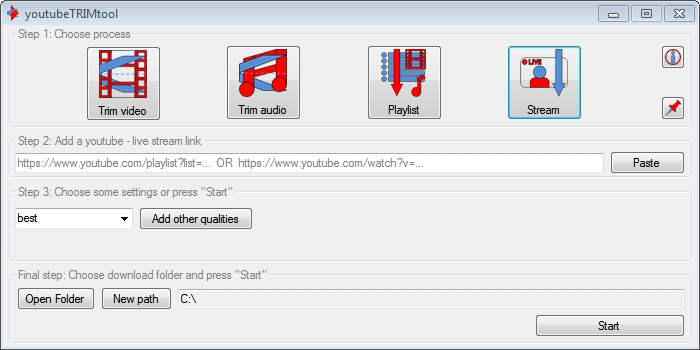 youtubeTRIMtool
Step 1: Choose process
Trim video
Trim audio
Playlist
LIVE
Stream
Step 2: Add a youtube - live stream link
https://www.youtube.com/playlist?list=... OR https://www.youtube.com/watch?v=...
Paste
Step 3: Choose some settings or press "Start"
best
Add other qualities
Final step: Choose download folder and press "Start"
Open Folder
New path
C:\
Start